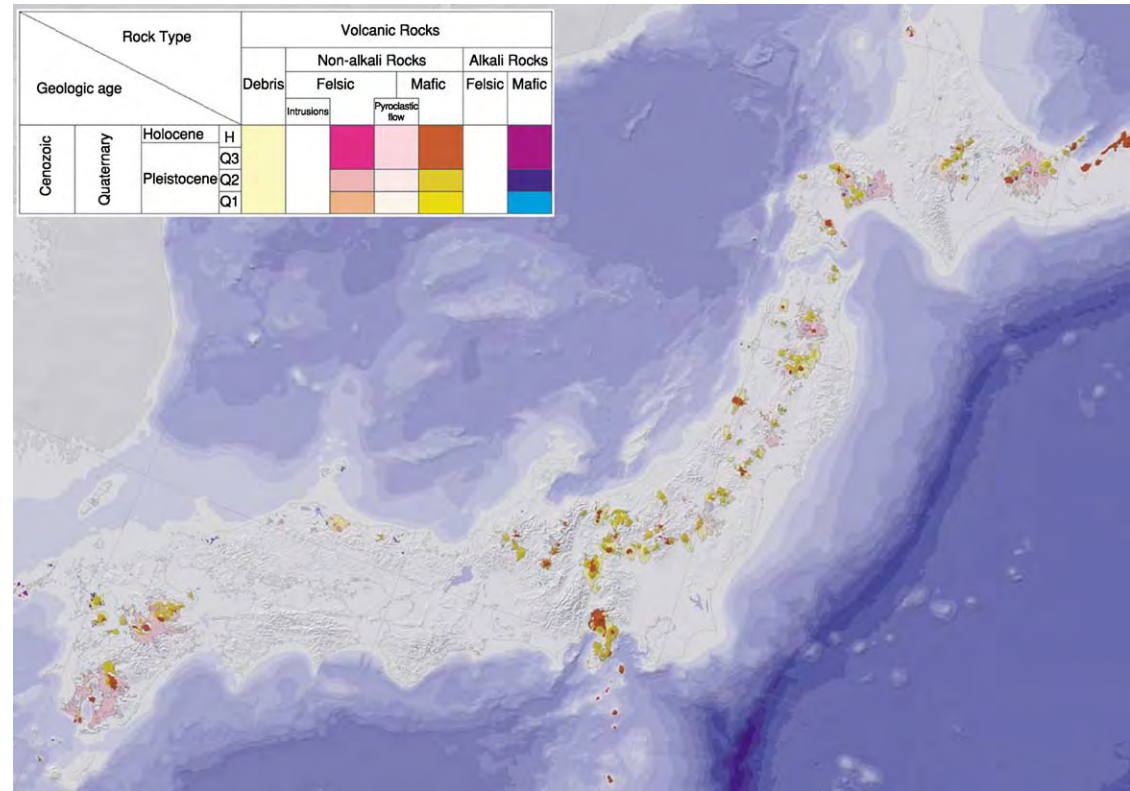 Rock Type
Geologic age
Volcanic Rocks
Debris
Non-alkali Rocks
Alkali Rocks
Felsic
Mafic
Felsic
Mafic
Intrusions
Pyroclastic
flow
Cenozoic
Quaternary
Holocene
H
Pleistocene
Q3
Q2
Q1